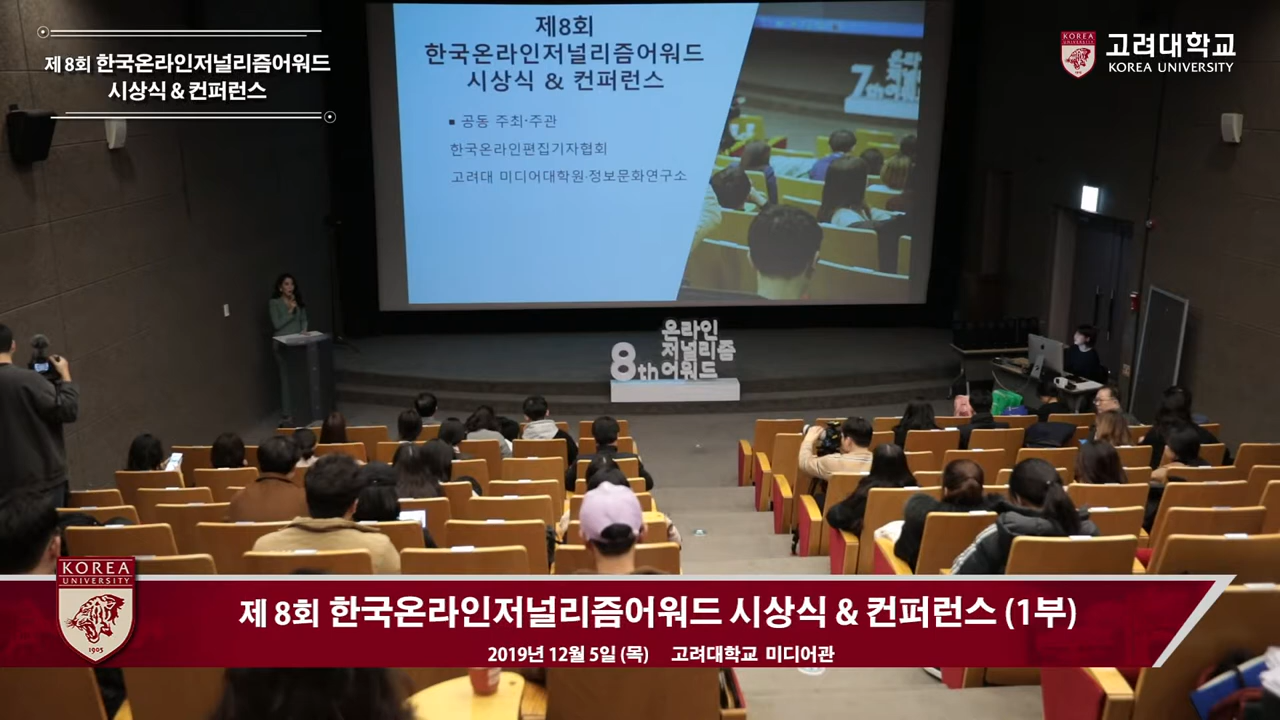 제 8회 한국온라인저널리즘어워드
시상식 & 컨퍼런스
KOREA
UNIVERSITY
고려대학교
KOREA UNIVERSITY
제8회
한국온라인저널리즘어워드
시상식 & 컨퍼런스
▪ 공동 주최·주관
한국온라인편집기자협회
고려대 미디어대학원·정보문화연구소
7th
8th
온라인
저널리즘
어워드
KOREA
UNIVERSITY
1905
제 8회 한국온라인저널리즘어워드 시상식 & 컨퍼런스 (1부)
2019년 12월 5일 (목) 고려대학교 미디어관